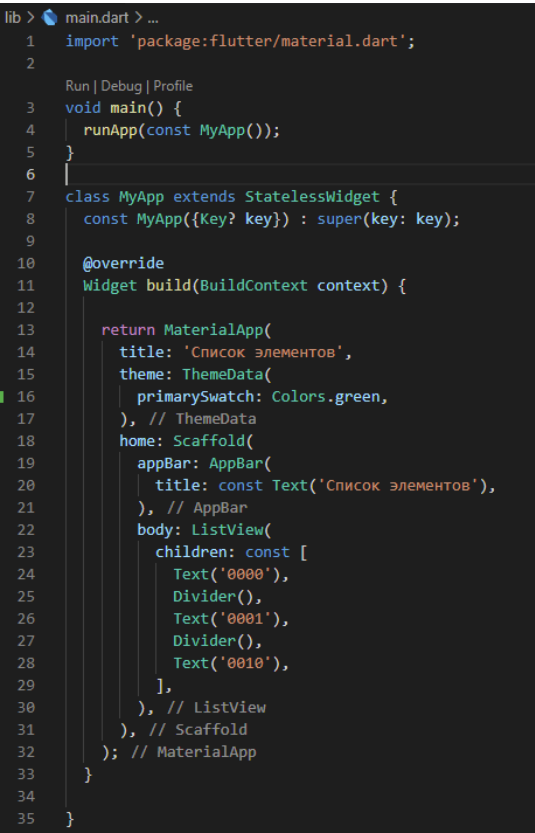 lib > main.dart > ...
1 import 'package:flutter/material.dart';
2
Run | Debug | Profile
3 void main() {
4   runApp(const MyApp());
5 }
6
7 class MyApp extends StatelessWidget {
8   const MyApp({Key? key}) : super(key: key);
9
10   @override
11   Widget build(BuildContext context) {
12
13     return MaterialApp(
14       title: 'Список элементов',
15       theme: ThemeData(
16         primarySwatch: Colors.green,
17       ), // ThemeData
18       home: Scaffold(
19         appBar: AppBar(
20           title: const Text('Список элементов'),
21         ), // AppBar
22         body: ListView(
23           children: const [
24             Text('0000'),
25             Divider(),
26             Text('0001'),
27             Divider(),
28             Text('0010'),
29           ],
30         ), // ListView
31       ), // Scaffold
32     ); // MaterialApp
33   }
34
35 }